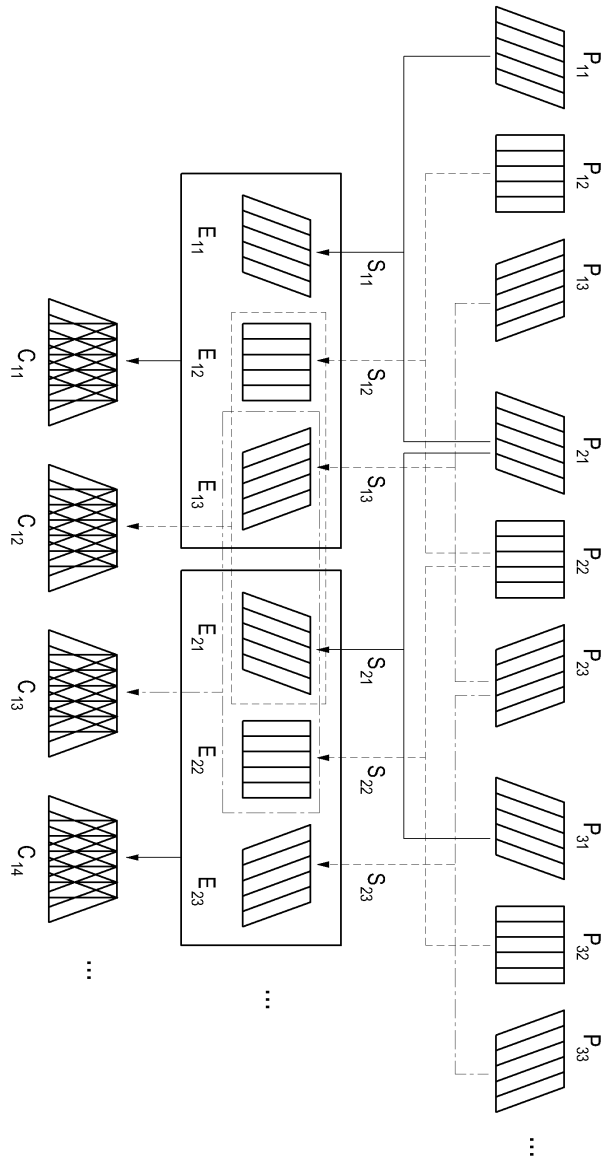 P11 P12 P13 P21 P22 P23 P31 P32 P33 ...
S11 S12 S13 S21 S22 S23
E11 E12 E13 E21 E22 E23 ...
C11 C12 C13 C14 ...